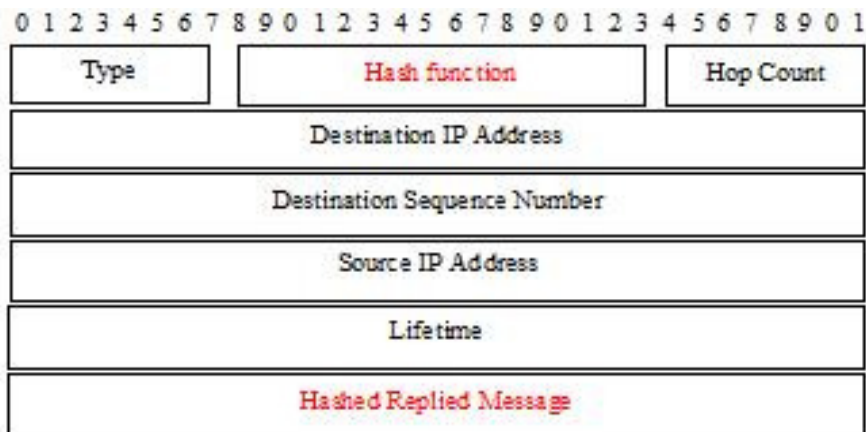 0 1 2 3 4 5 6 7 8 9 0 1 2 3 4 5 6 7 8 9 0 1 2 3 4 5 6 7 8 9 0 1
Type Hash function Hop Count
Destination IP Address
Destination Sequence Number
Source IP Address
Lifetime
Hashed Replied Message